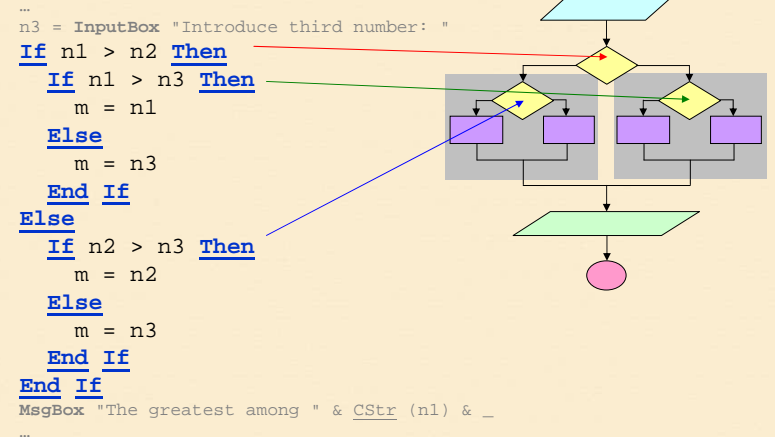 …
n3 = InputBox "Introduce third number: "
If n1 > n2 Then
If n1 > n3 Then
m = n1
Else
m = n3
End If
Else
If n2 > n3 Then
m = n2
Else
m = n3
End If
End If
MsgBox "The greatest among " & CStr (n1) & _
…